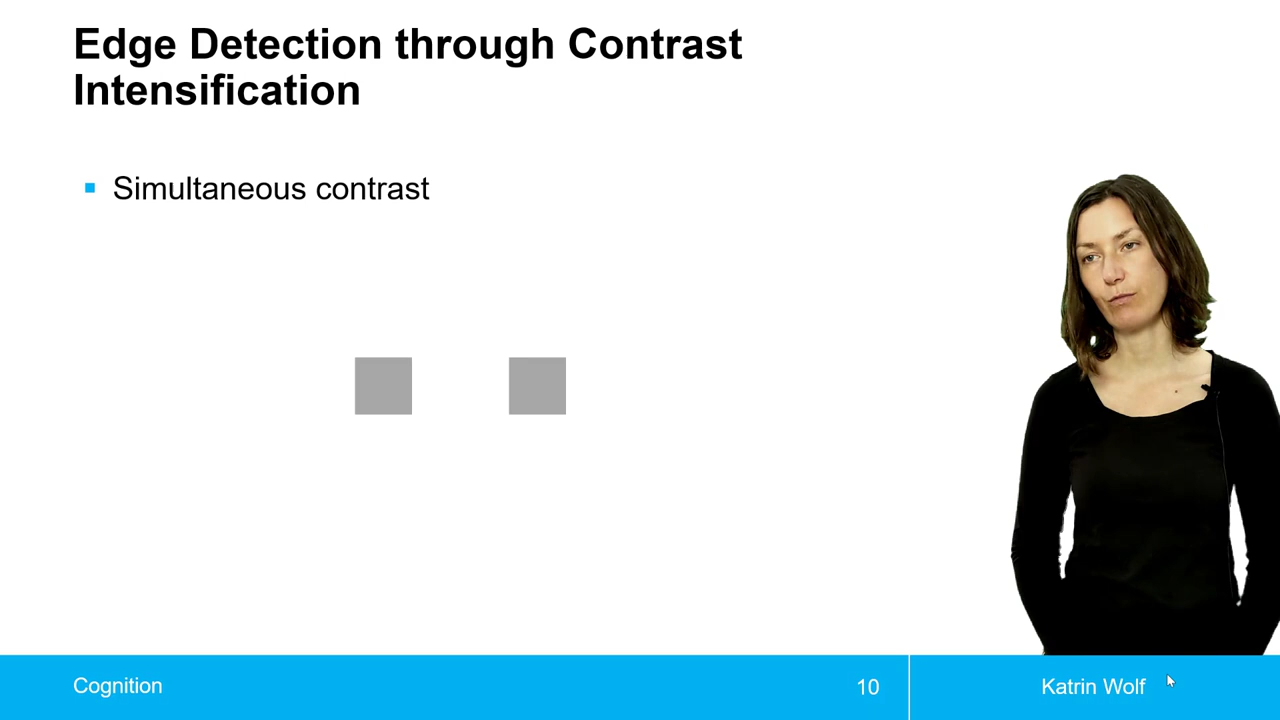 Edge Detection through Contrast
Intensification
Simultaneous contrast
Cognition
10
Katrin Wolf